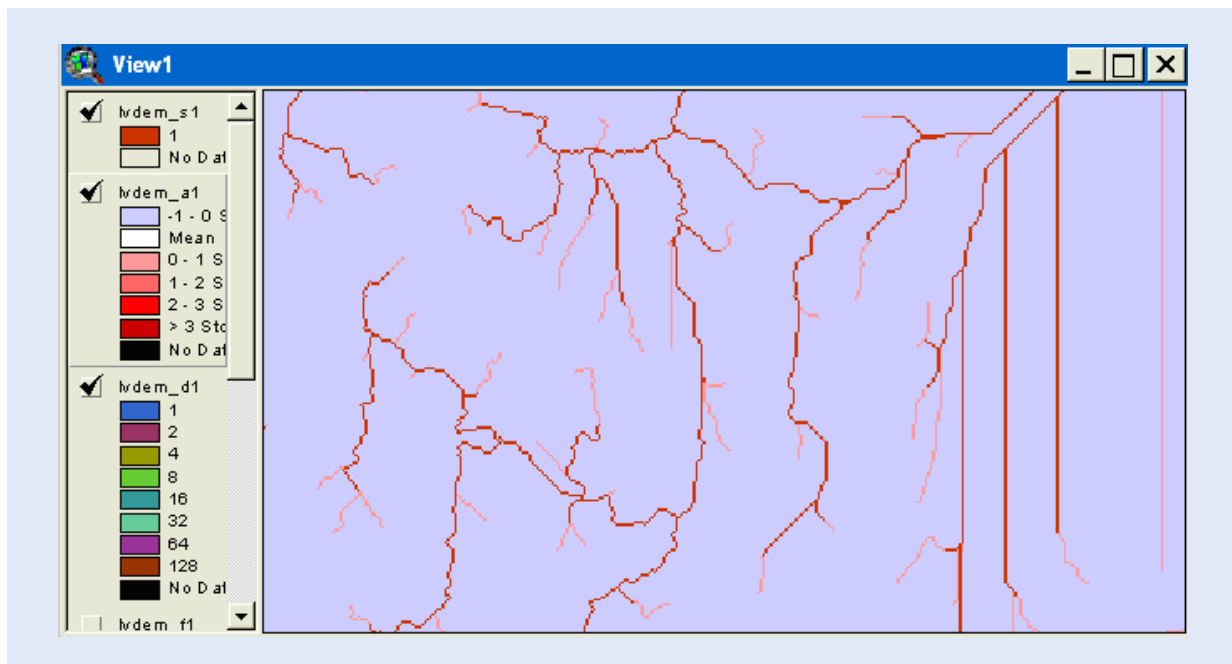 View1
lvdem_s1
1
No Dat
lvdem_a1
-1 - 0 S
Mean
0 - 1 S
1 - 2 S
2 - 3 S
> 3 Std
No Dat
lvdem_d1
1
2
4
8
16
32
64
128
No Dat
lvdem_f1